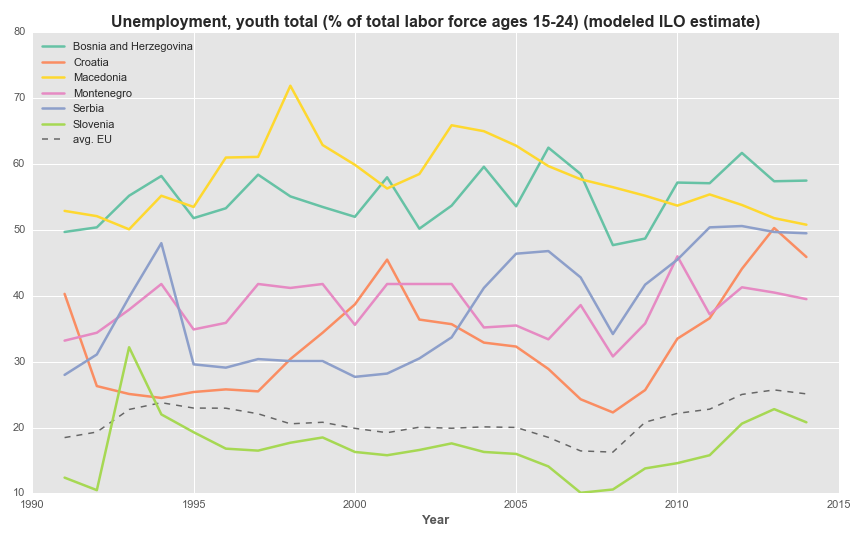 Unemployment, youth total (% of total labor force ages 15-24) (modeled ILO estimate)
80
70
60
50
40
30
20
10
Bosnia and Herzegovina
Croatia
Macedonia
Montenegro
Serbia
Slovenia
avg. EU
1990 1995 2000 2005 2010 2015
Year